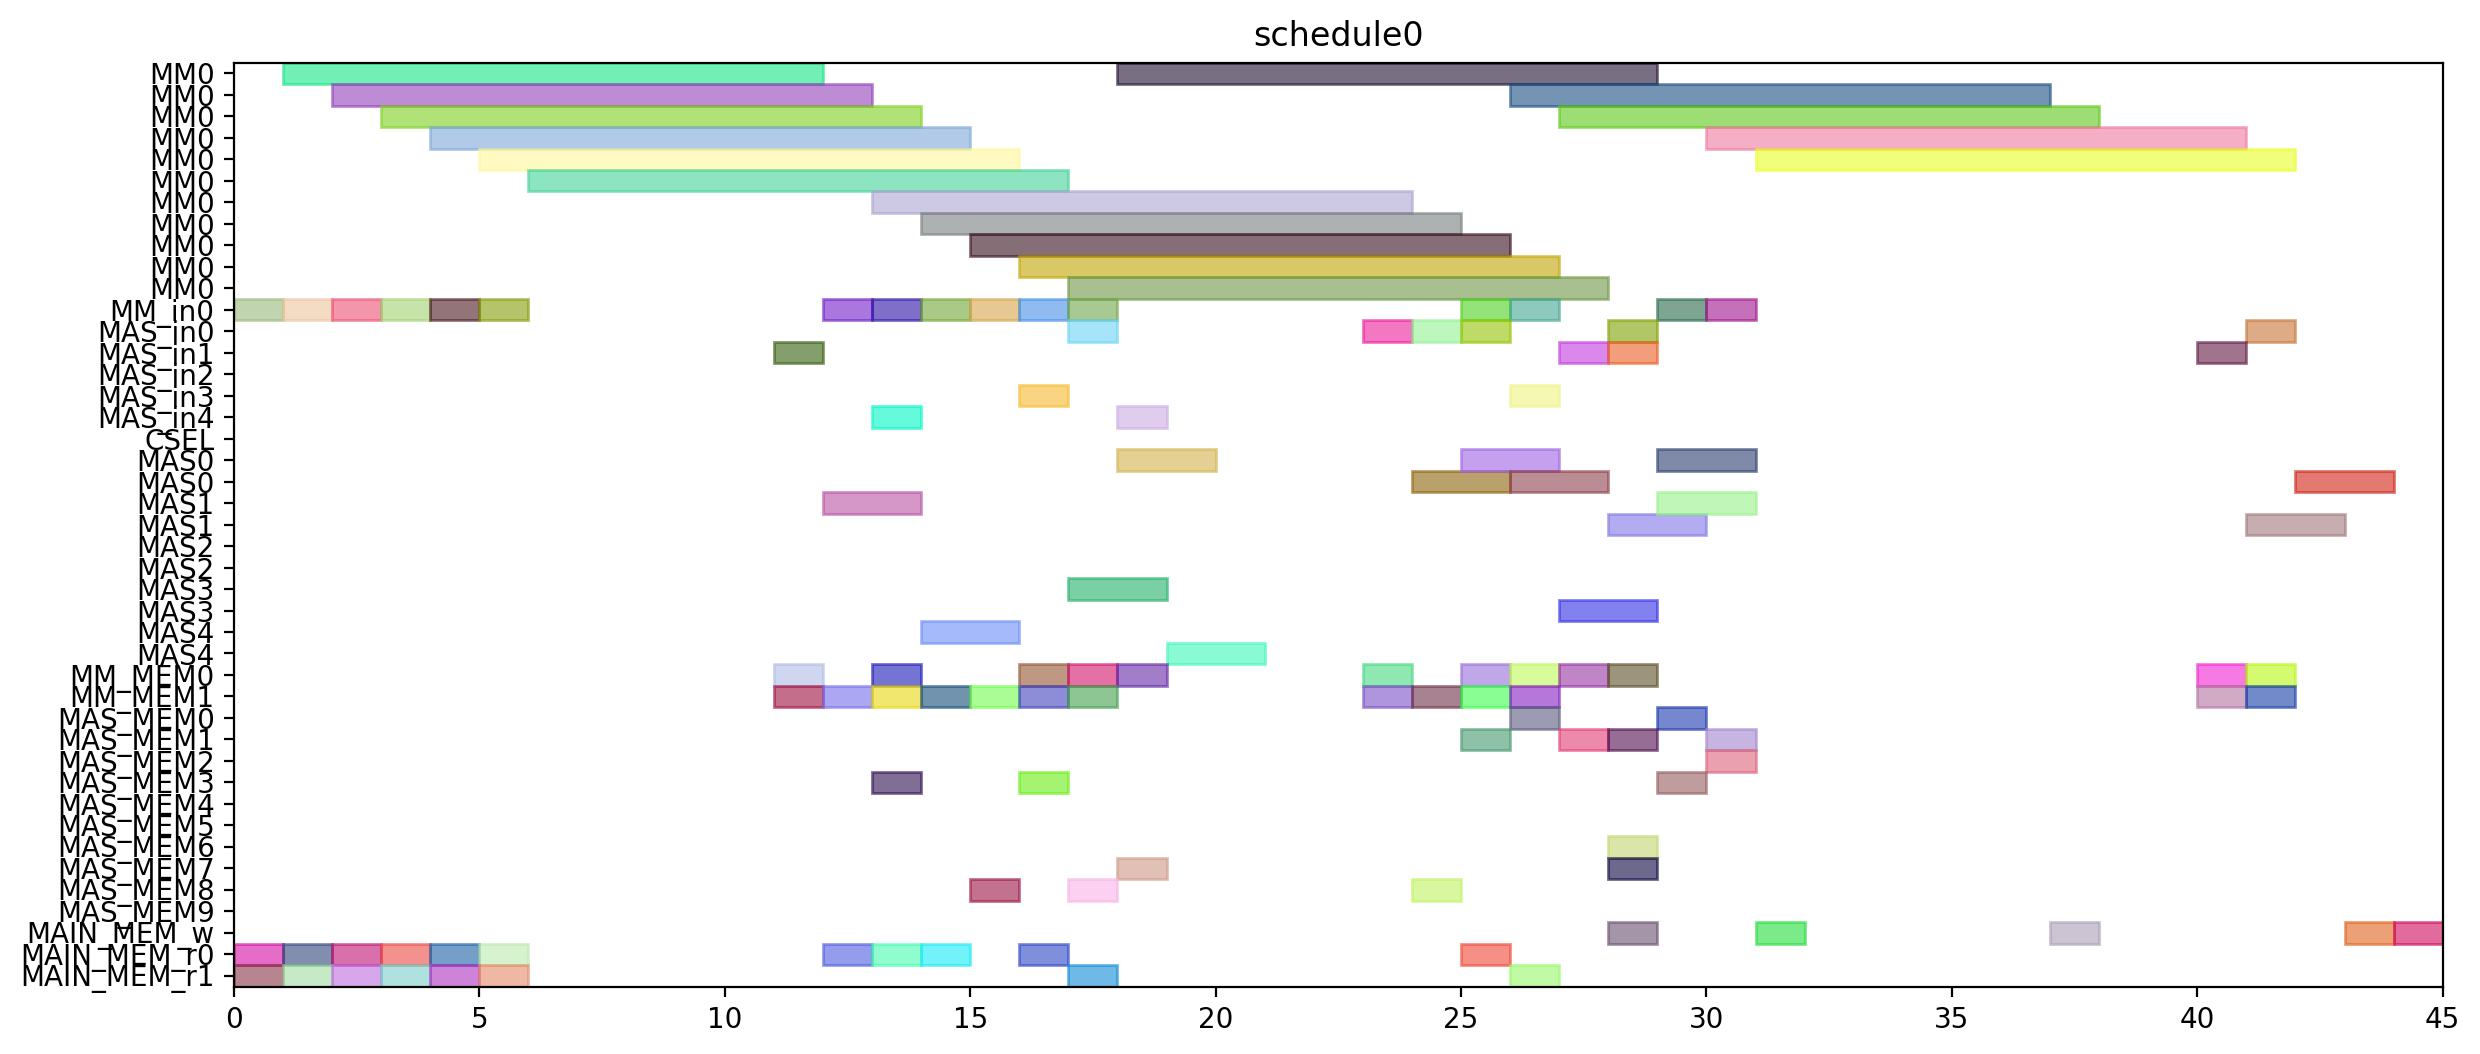 schedule0
MM0
MM0
MM0
MM0
MM0
MM0
MM0
MM0
MM0
MM0
MM0
MM_in0
MAS_in0
MAS_in1
MAS_in2
MAS_in3
MAS_in4
CSEL
MAS0
MAS0
MAS1
MAS1
MAS2
MAS2
MAS3
MAS3
MAS4
MAS4
MM_MEM0
MM_MEM1
MAS_MEM0
MAS_MEM1
MAS_MEM2
MAS_MEM3
MAS_MEM4
MAS_MEM5
MAS_MEM6
MAS_MEM7
MAS_MEM8
MAS_MEM9
MAIN_MEM_w
MAIN_MEM_r0
MAIN_MEM_r1
0 5 10 15 20 25 30 35 40 45